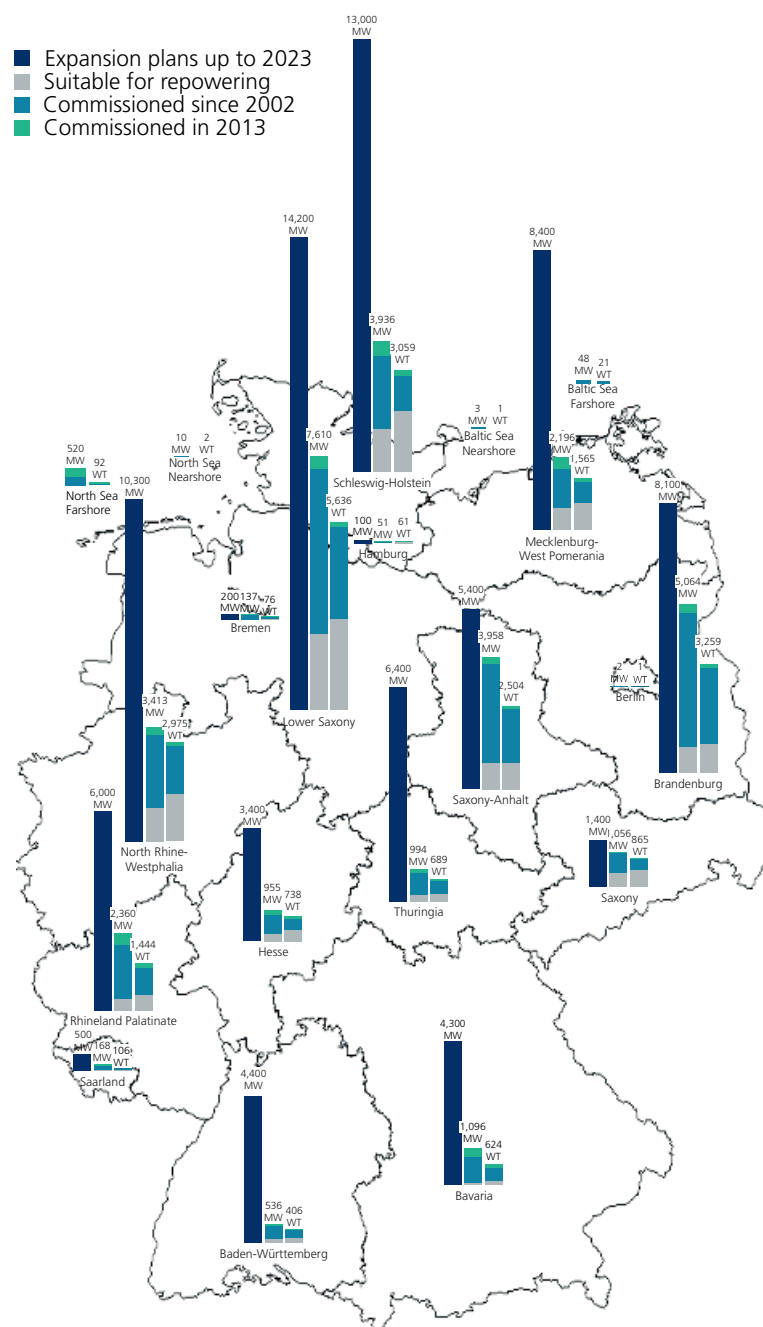 Expansion plans up to 2023
Suitable for repowering
Commissioned since 2002
Commissioned in 2013
13,000
MW
14,200
MW
8,400
MW
3,936
MW
3,059
WT
48
MW
21
WT
Baltic Sea
Farshore
3
MW
1
WT
Baltic Sea
Nearshore
10
MW
2
WT
North Sea
Nearshore
520
MW
92
WT
North Sea
Farshore
Schleswig-Holstein
7,610
MW
5,636
WT
2,196
MW
1,565
WT
Mecklenburg-
West Pomerania
10,300
MW
8,100
MW
100
MW
51
MW
61
WT
Hamburg
200
MW
137
MW
76
WT
Bremen
5,400
MW
5,064
MW
3,259
WT
3,958
MW
2,504
WT
2
MW
1
WT
Berlin
6,400
MW
Lower Saxony
3,413
MW
2,975
WT
Saxony-Anhalt
Brandenburg
6,000
MW
3,400
MW
North Rhine-
Westphalia
1,400
MW
1,056
MW
865
WT
Saxony
994
MW
689
WT
Thuringia
955
MW
738
WT
Hesse
2,360
MW
1,444
WT
Rhineland Palatinate
500
MW
168
MW
106
WT
Saarland
4,300
MW
4,400
MW
1,096
MW
624
WT
Bavaria
536
MW
406
WT
Baden-Württemberg